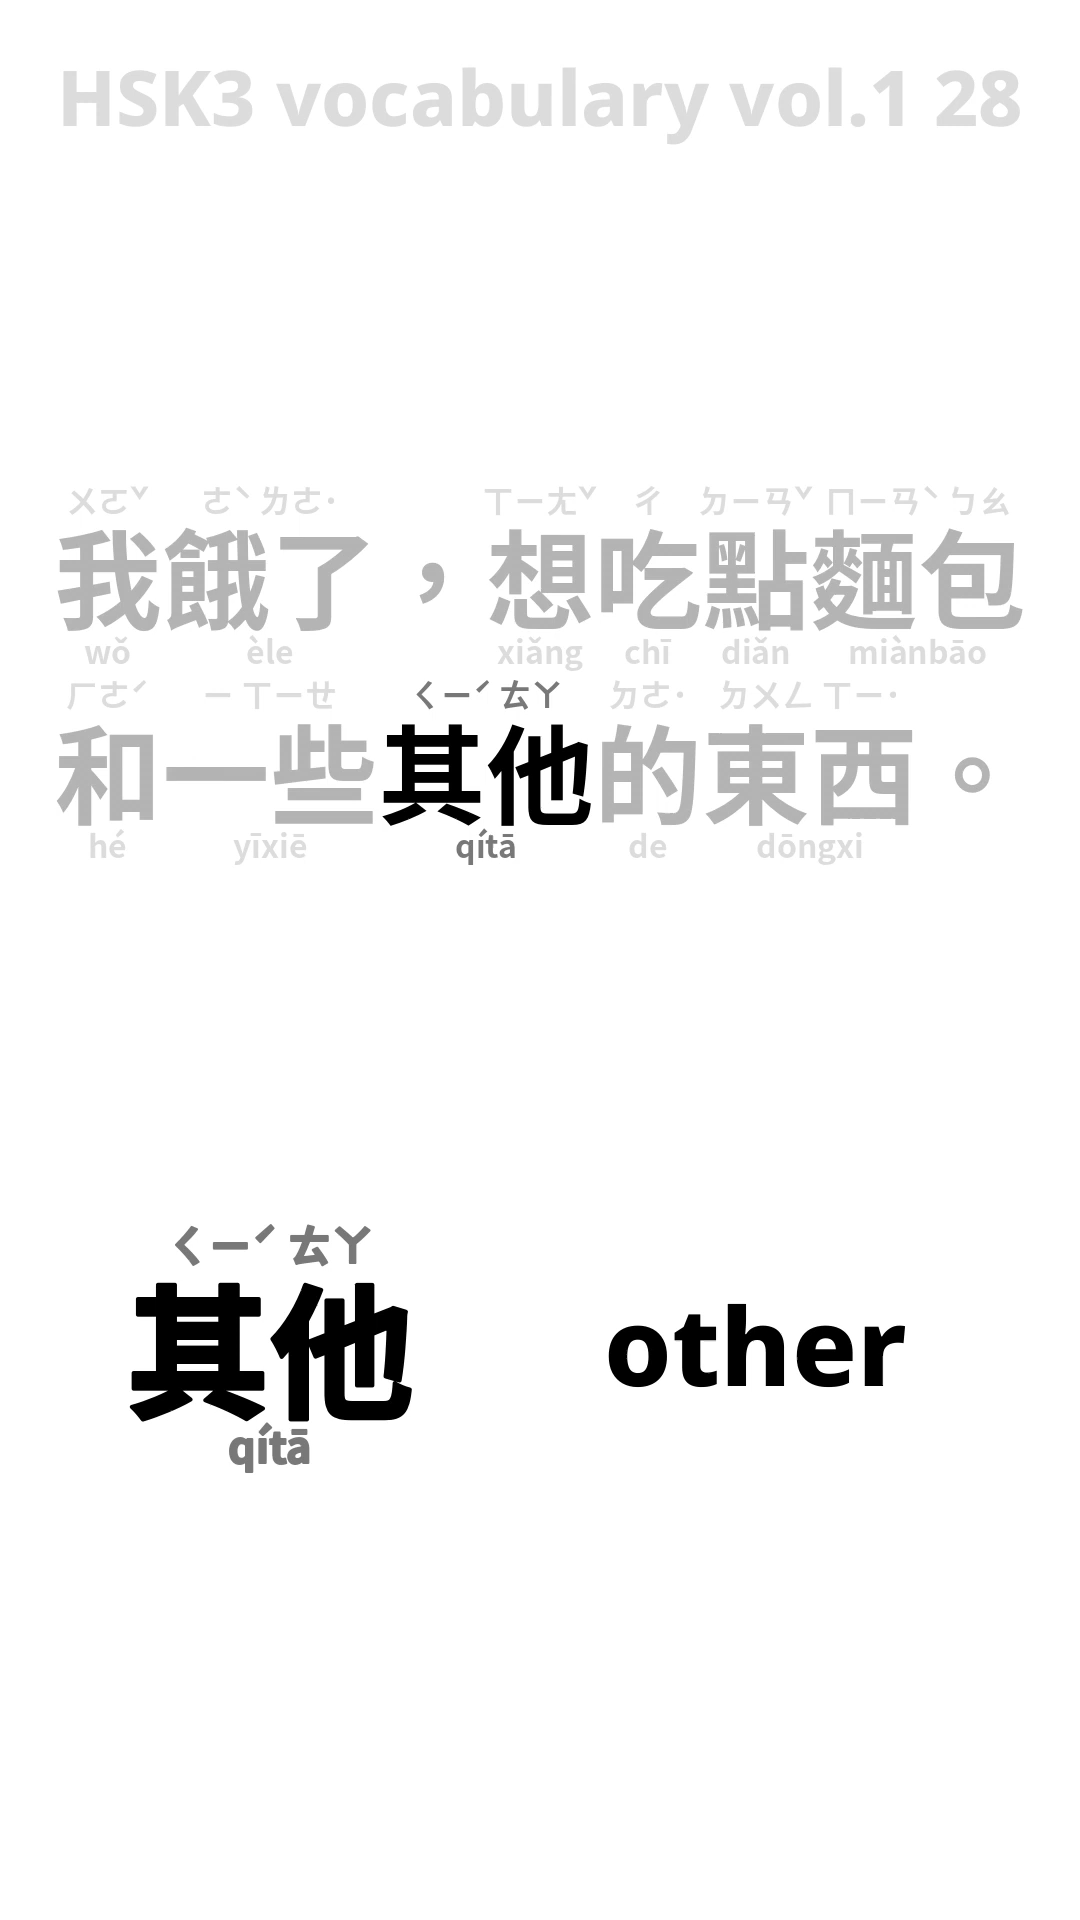 HSK3 vocabulary vol.1 28
ㄨㄛˇ ㄜˋ ㄌㄜ˙ ㄒㄧㄤˇ ㄔ ㄉㄧㄢˇ ㄇㄧㄢˋ ㄅㄠ
我餓了，想吃點麵包
wǒ èle xiǎng chī diǎn miànbāo
ㄏㄜˊ ㄧ ㄒㄧㄝ ㄑㄧˊ ㄊㄚ ㄉㄜ˙ ㄉㄨㄥ ㄒㄧ˙
和一些其他的東西。
hé yīxiē qítā de dōngxi
ㄑㄧˊ ㄊㄚ
其他
qítā
other